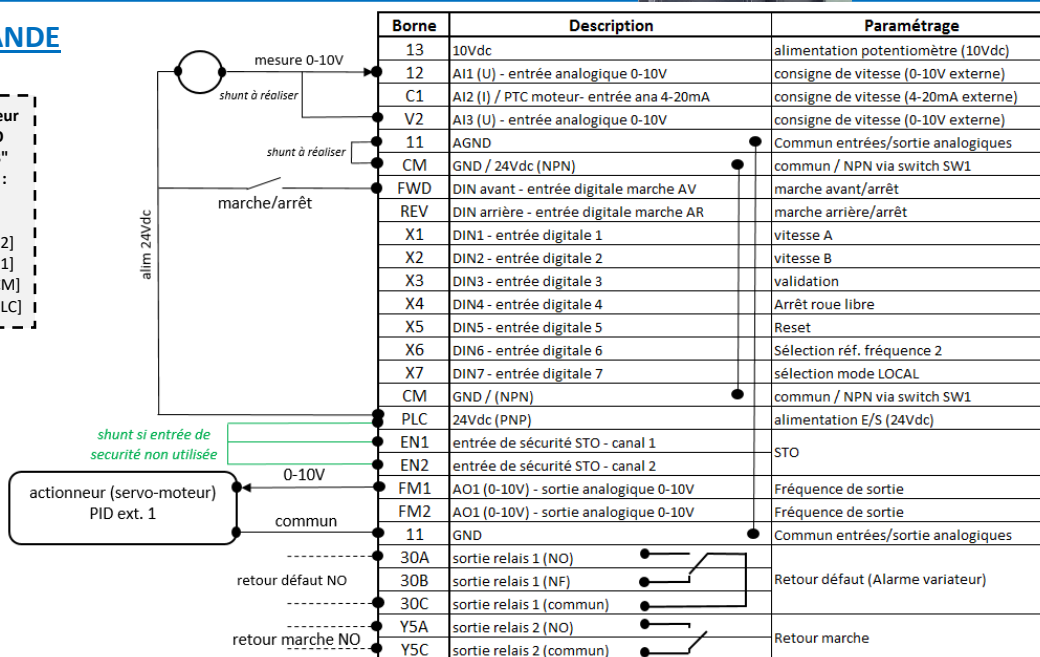 ANDE
mesure 0-10V
shunt à réaliser
shunt à réaliser
marche/arrêt
alim 24Vdc
eur
"
:
2]
1]
CM]
LC]
shunt si entrée de
securité non utilisée
0-10V
actionneur (servo-moteur)
PID ext. 1
commun
retour défaut NO
retour marche NO
Borne Description Paramétrage
13 10Vdc alimentation potentiomètre (10Vdc)
12 AI1 (U) - entrée analogique 0-10V consigne de vitesse (0-10V externe)
C1 AI2 (I) / PTC moteur- entrée ana 4-20mA consigne de vitesse (4-20mA externe)
V2 AI3 (U) - entrée analogique 0-10V consigne de vitesse (0-10V externe)
11 AGND Commun entrées/sortie analogiques
CM GND / 24Vdc (NPN) commun / NPN via switch SW1
FWD DIN avant - entrée digitale marche AV marche avant/arrêt
REV DIN arrière - entrée digitale marche AR marche arrière/arrêt
X1 DIN1 - entrée digitale 1 vitesse A
X2 DIN2 - entrée digitale 2 vitesse B
X3 DIN3 - entrée digitale 3 validation
X4 DIN4 - entrée digitale 4 Arrêt roue libre
X5 DIN5 - entrée digitale 5 Reset
X6 DIN6 - entrée digitale 6 Sélection réf. fréquence 2
X7 DIN7 - entrée digitale 7 sélection mode LOCAL
CM GND / (NPN) commun / NPN via switch SW1
PLC 24Vdc (PNP) alimentation E/S (24Vdc)
EN1 entrée de sécurité STO - canal 1
STO
EN2 entrée de sécurité STO - canal 2
FM1 AO1 (0-10V) - sortie analogique 0-10V Fréquence de sortie
FM2 AO1 (0-10V) - sortie analogique 0-10V Fréquence de sortie
11 GND Commun entrées/sortie analogiques
30A sortie relais 1 (NO)
30B sortie relais 1 (NF) Retour défaut (Alarme variateur)
30C sortie relais 1 (commun)
Y5A sortie relais 2 (NO)
Retour marche
Y5C sortie relais 2 (commun)